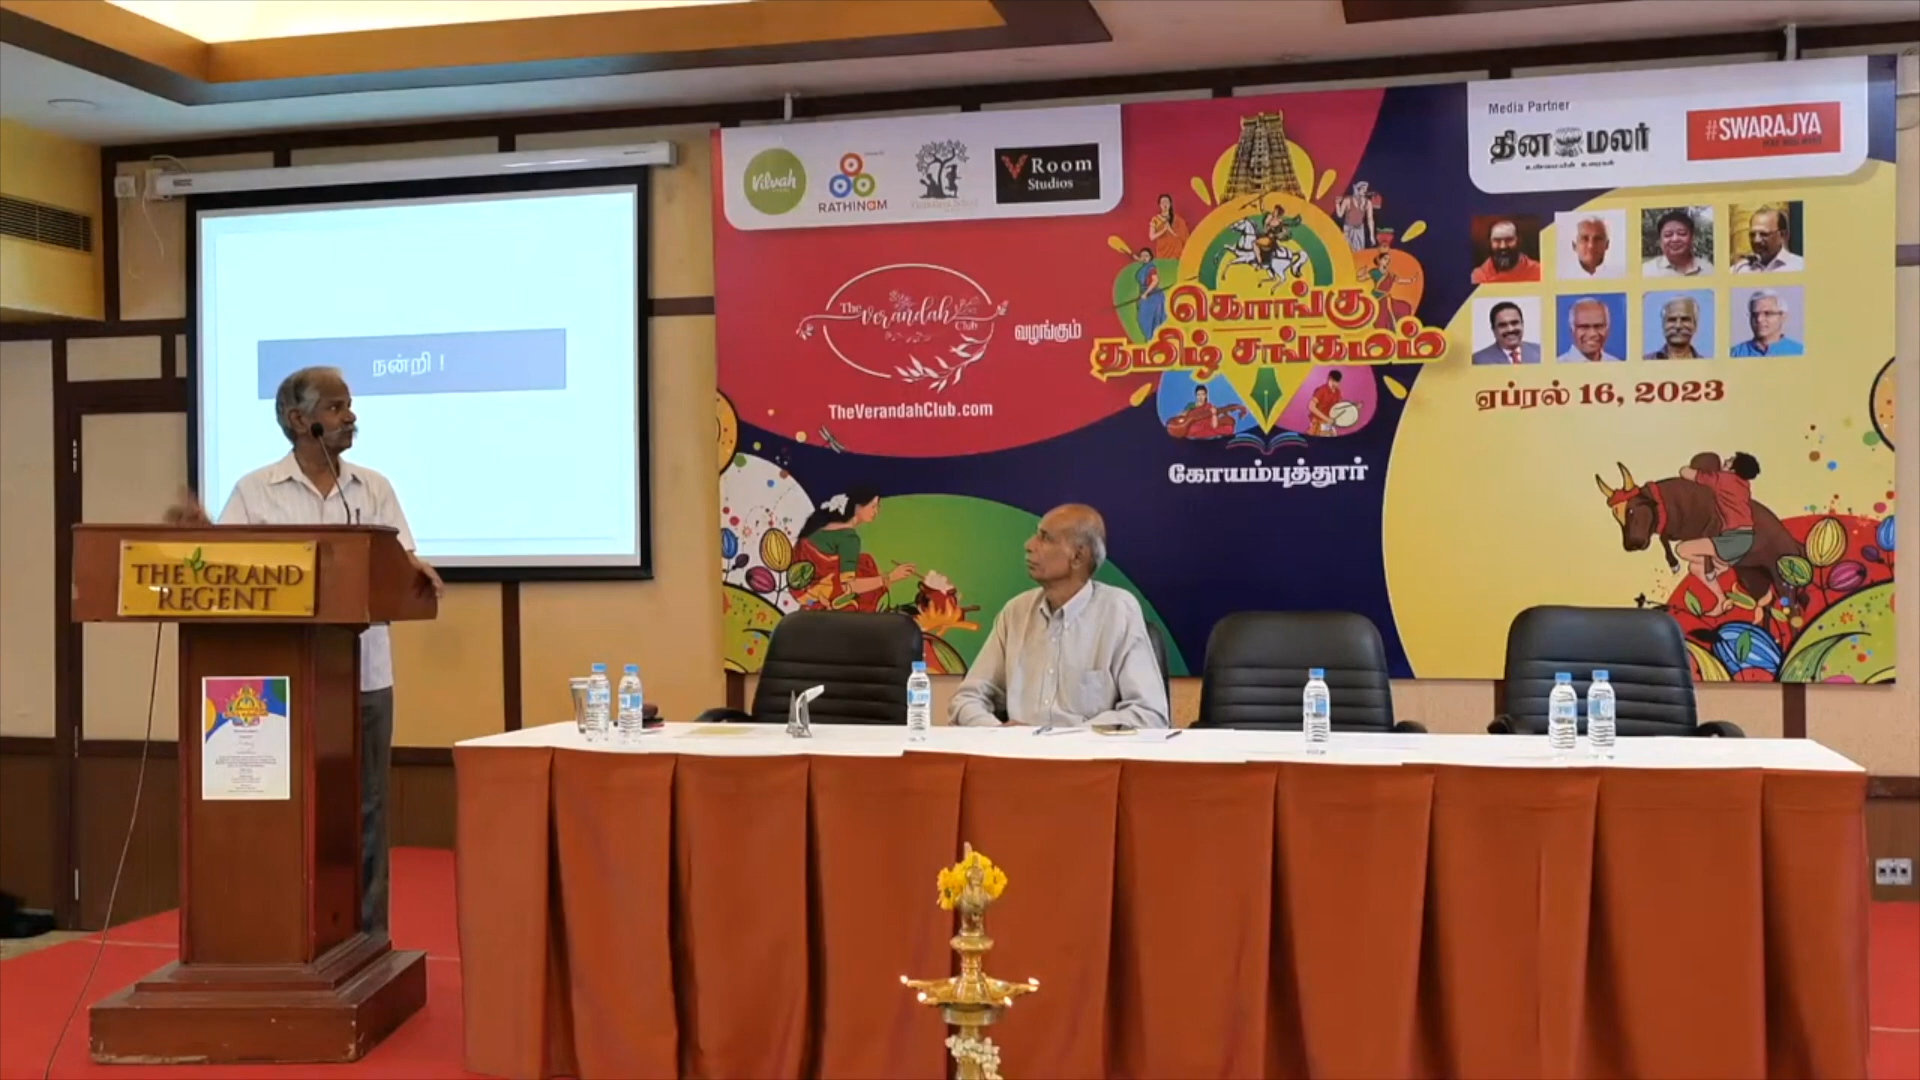 நன்றி !
THE GRAND
REGENT
Vilvah
RATHINAM
V Room
Studios
The
Verandah
Club
வழங்கும்
TheVerandahClub.com
கொங்கு
தமிழ் சங்கமம்
கோயம்புத்தூர்
Media Partner
தினமலர்
#SWARAJYA
ஏப்ரல் 16, 2023